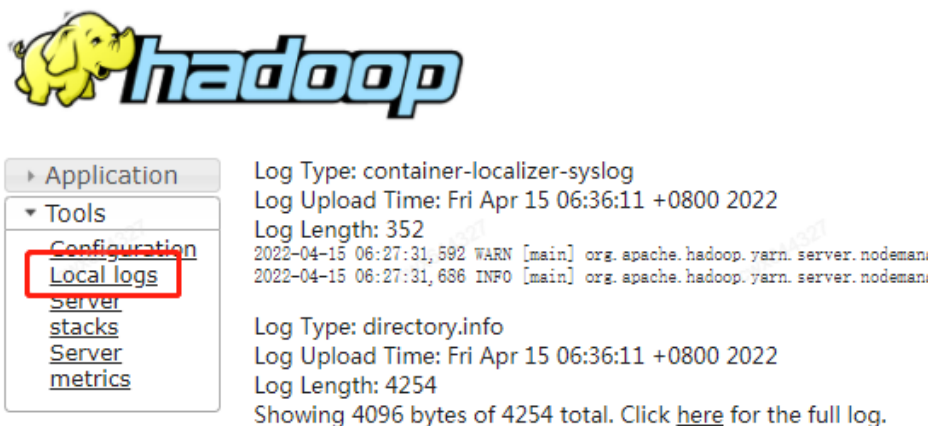 hadoop
Application
Tools
Configuration
Local logs
Server
stacks
Server
metrics
Log Type: container-localizer-syslog
Log Upload Time: Fri Apr 15 06:36:11 +0800 2022
Log Length: 352
2022-04-15 06:27:31,592 WARN [main] org.apache.hadoop.yarn.server.nodemana
2022-04-15 06:27:31,686 INFO [main] org.apache.hadoop.yarn.server.nodemana
Log Type: directory.info
Log Upload Time: Fri Apr 15 06:36:11 +0800 2022
Log Length: 4254
Showing 4096 bytes of 4254 total. Click here for the full log.